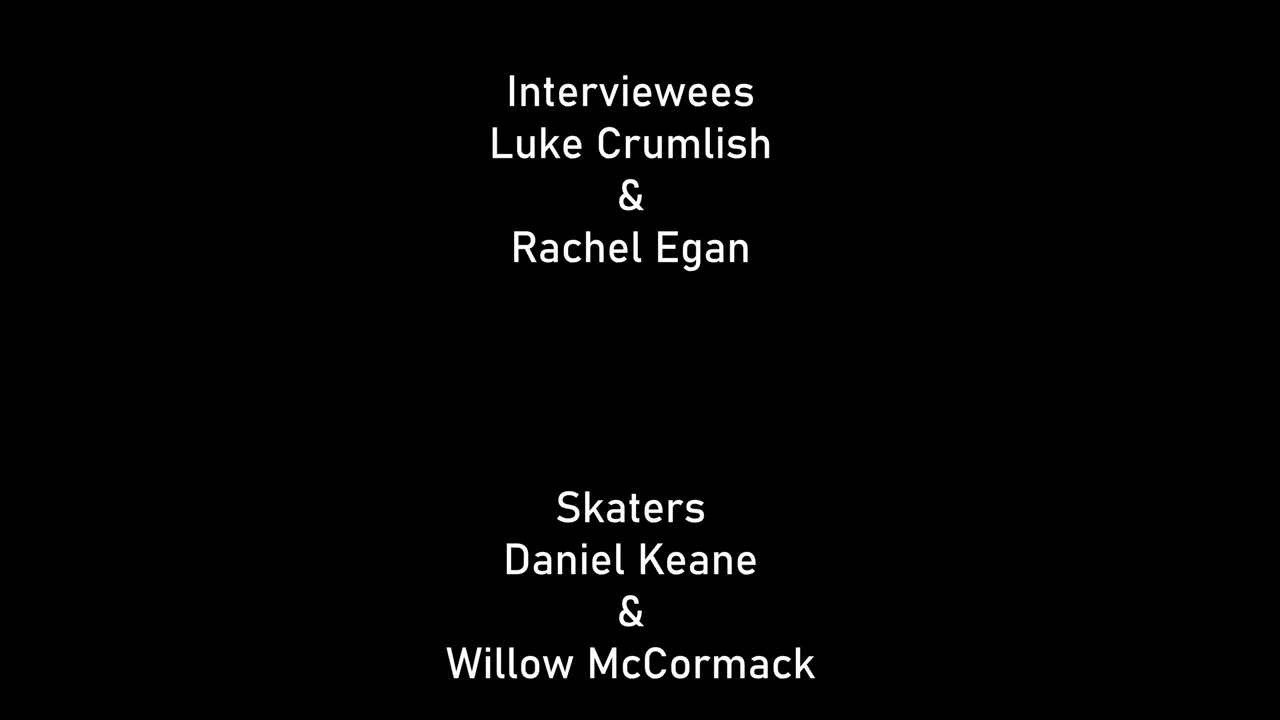 Interviewees
Luke Crumlish
&
Rachel Egan
Skaters
Daniel Keane
&
Willow McCormack